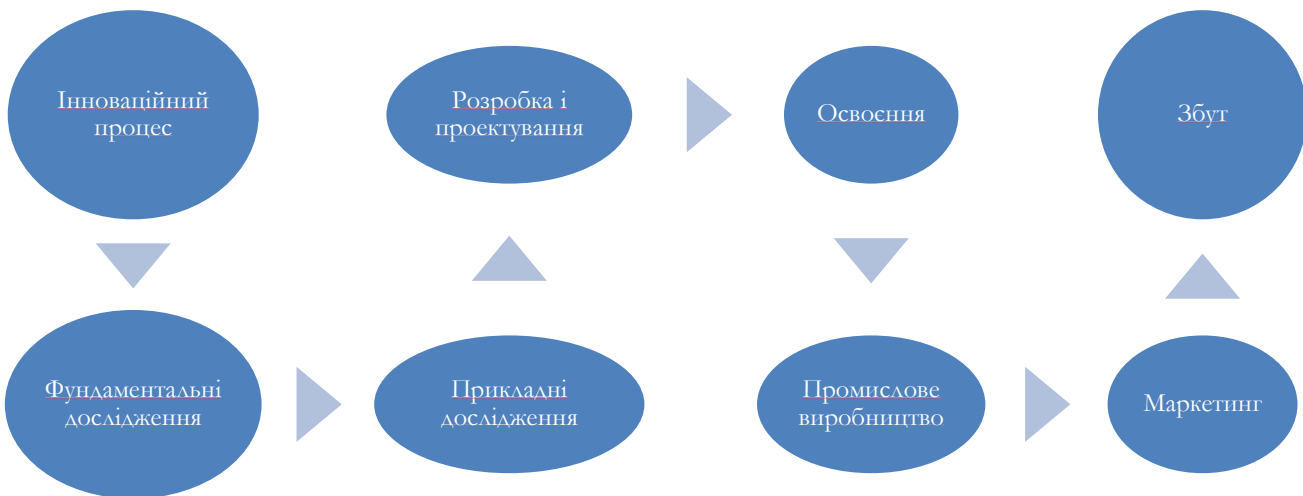 Інноваційний
процес
Фундаментальні
дослідження
Прикладні
дослідження
Розробка і
проектування
Освоєння
Промислове
виробництво
Маркетинг
Збут